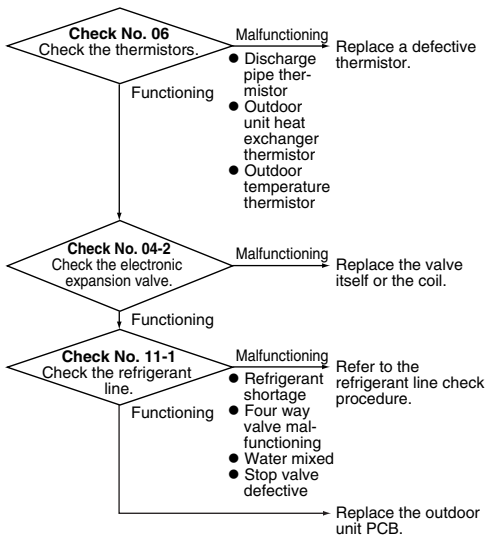 Check No. 06
Check the thermistors.
Malfunctioning
Replace a defective
thermistor.
● Discharge
pipe ther-
mistor
● Outdoor
unit heat
exchanger
thermistor
● Outdoor
temperature
thermistor
Functioning
Check No. 04-2
Check the electronic
expansion valve.
Malfunctioning
Replace the valve
itself or the coil.
Functioning
Check No. 11-1
Check the refrigerant
line.
Malfunctioning
Refer to the
refrigerant line check
procedure.
● Refrigerant
shortage
● Four way
valve mal-
functioning
● Water mixed
● Stop valve
defective
Functioning
Replace the outdoor
unit PCB.